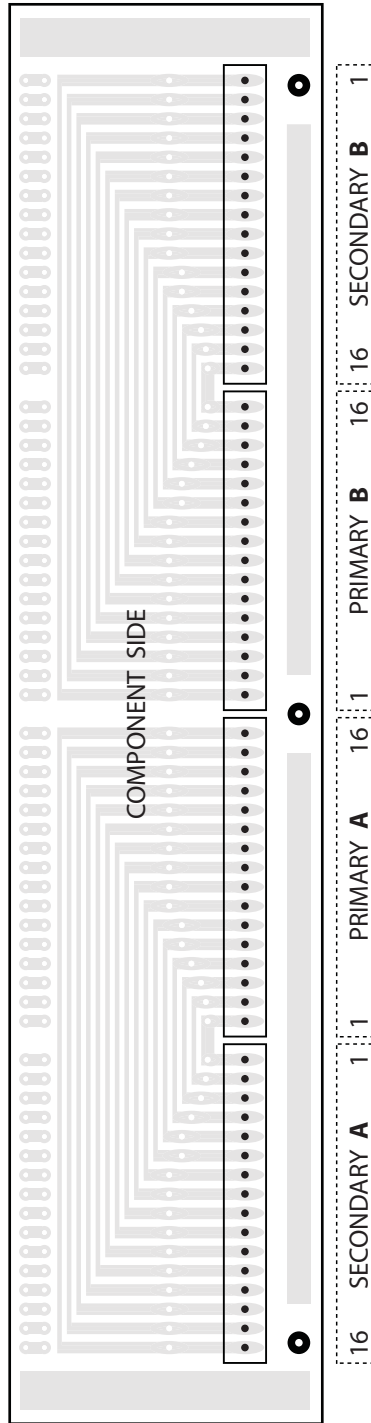 COMPONENT SIDE
16 SECONDARY A 1
1 PRIMARY A 16
1 PRIMARY B 16
16 SECONDARY B 1